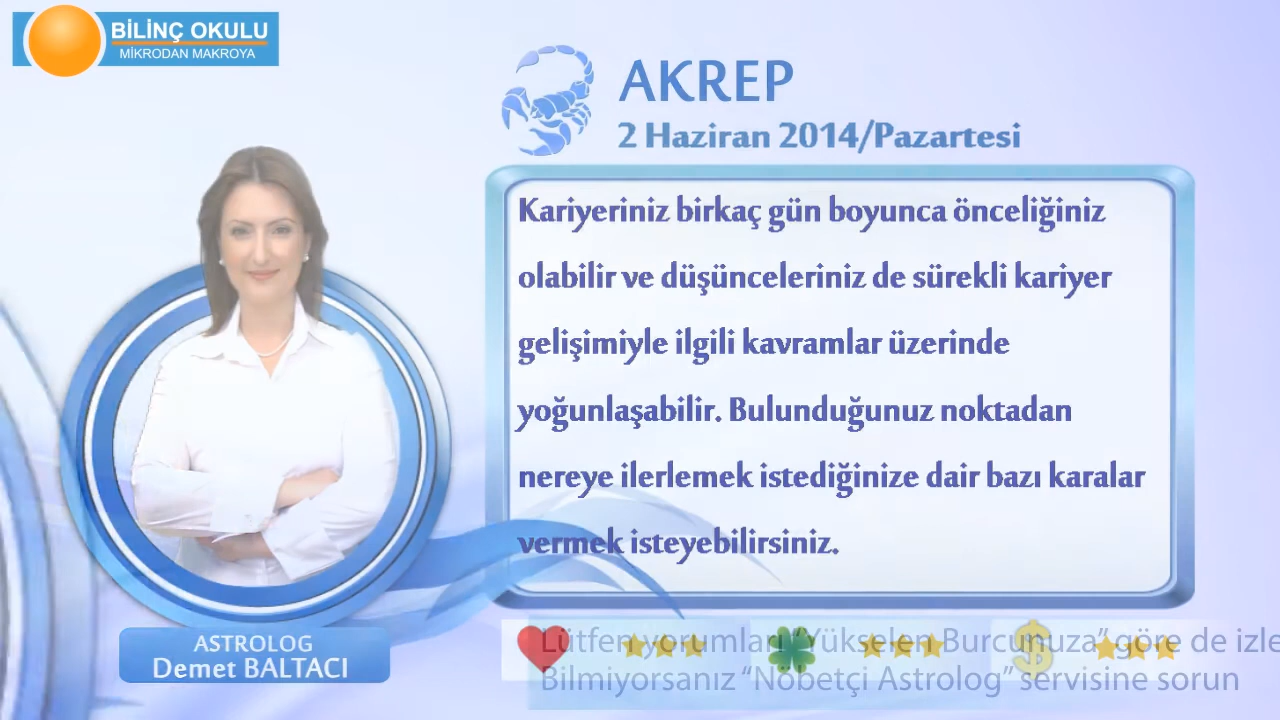 BİLİNÇ OKULU
MİKRODAN MAKROYA
AKREP
2 Haziran 2014/Pazartesi
Kariyeriniz birkaç gün boyunca önceliğiniz
olabilir ve düşünceleriniz de sürekli kariyer
gelişimiyle ilgili kavramlar üzerinde
yoğunlaşabilir. Bulunduğunuz noktadan
nereye ilerlemek istediğinize dair bazı karalar
vermek isteyebilirsiniz.
ASTROLOG
Demet BALTACI
Lütfen yorumları "Yükselen Burcunuza" göre de izle
Bilmiyorsanız "Nöbetçi Astrolog" servisine sorun